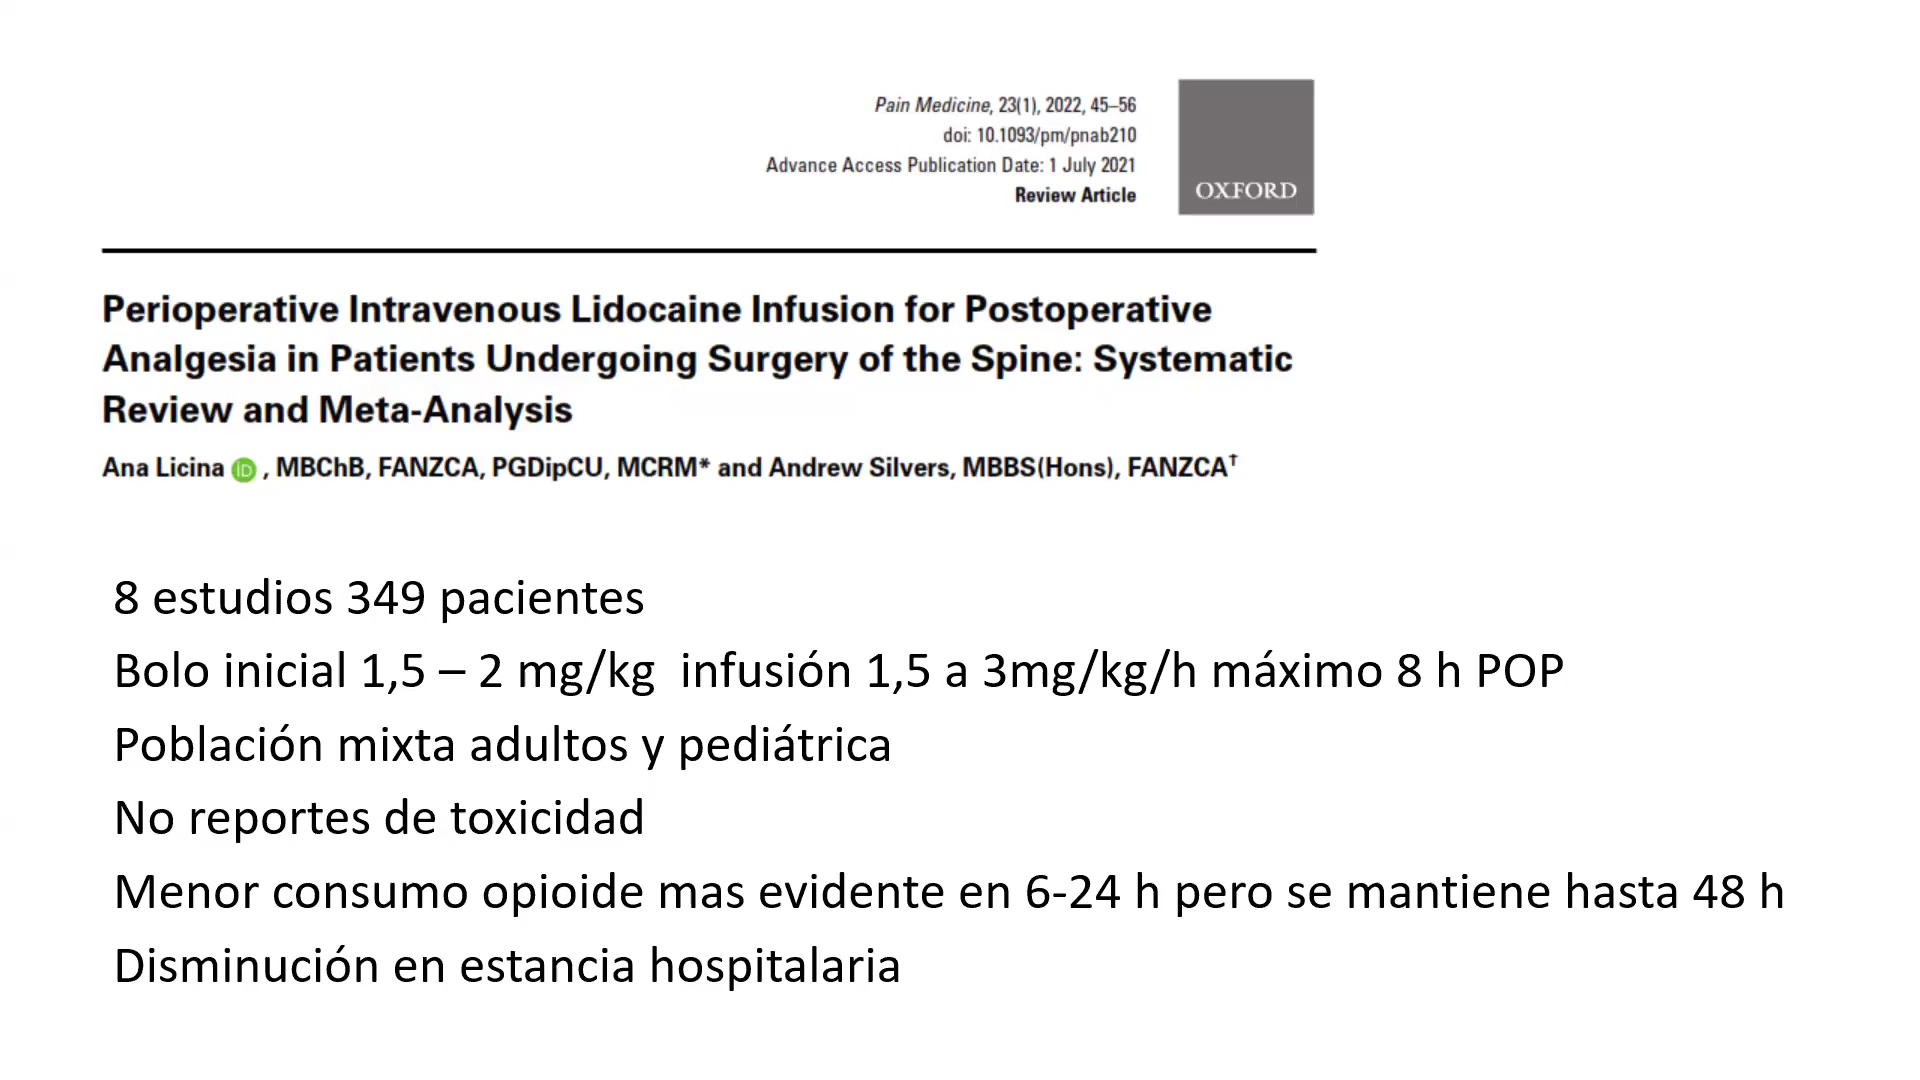 Pain Medicine, 23(1), 2022, 45–56
doi: 10.1093/pm/pnab210
Advance Access Publication Date: 1 July 2021
Review Article
OXFORD
Perioperative Intravenous Lidocaine Infusion for Postoperative
Analgesia in Patients Undergoing Surgery of the Spine: Systematic
Review and Meta-Analysis
Ana Licina iD , MBChB, FANZCA, PGDipCU, MCRM* and Andrew Silvers, MBBS(Hons), FANZCA†
8 estudios 349 pacientes
Bolo inicial 1,5 – 2 mg/kg  infusión 1,5 a 3mg/kg/h máximo 8 h POP
Población mixta adultos y pediátrica
No reportes de toxicidad
Menor consumo opioide mas evidente en 6-24 h pero se mantiene hasta 48 h
Disminución en estancia hospitalaria